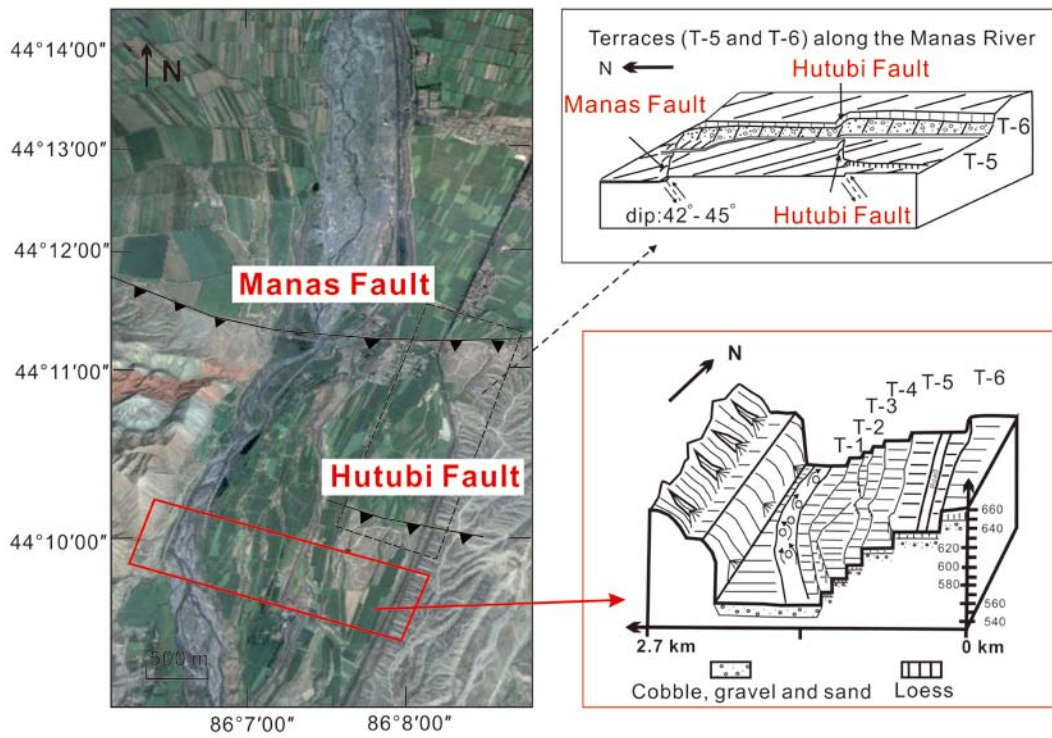 44°14′00″
N
44°13′00″
44°12′00″
Manas Fault
44°11′00″
Hutubi Fault
44°10′00″
500 m
86°7′00″
86°8′00″
Terraces (T-5 and T-6) along the Manas River
N
Hutubi Fault
Manas Fault
T-6
T-5
dip:42°- 45°
Hutubi Fault
N
T-6
T-5
T-4
T-3
T-2
T-1
660
640
620
600
580
560
540
2.7 km
0 km
Cobble, gravel and sand
Loess